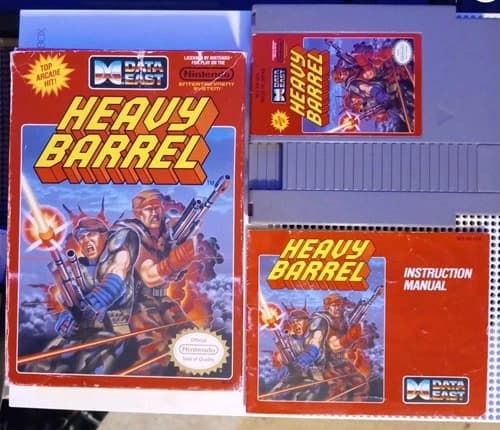 TOP
ARCADE
HIT!
DATA
EAST
LICENSED BY NINTENDO
FOR PLAY ON THE
Nintendo
ENTERTAINMENT
SYSTEM
HEAVY
BARREL
TM
Official
Nintendo
Seal of Quality
DATA
EAST
HEAVY
BARREL
HEAVY
BARREL
INSTRUCTION
MANUAL
DATA
EAST